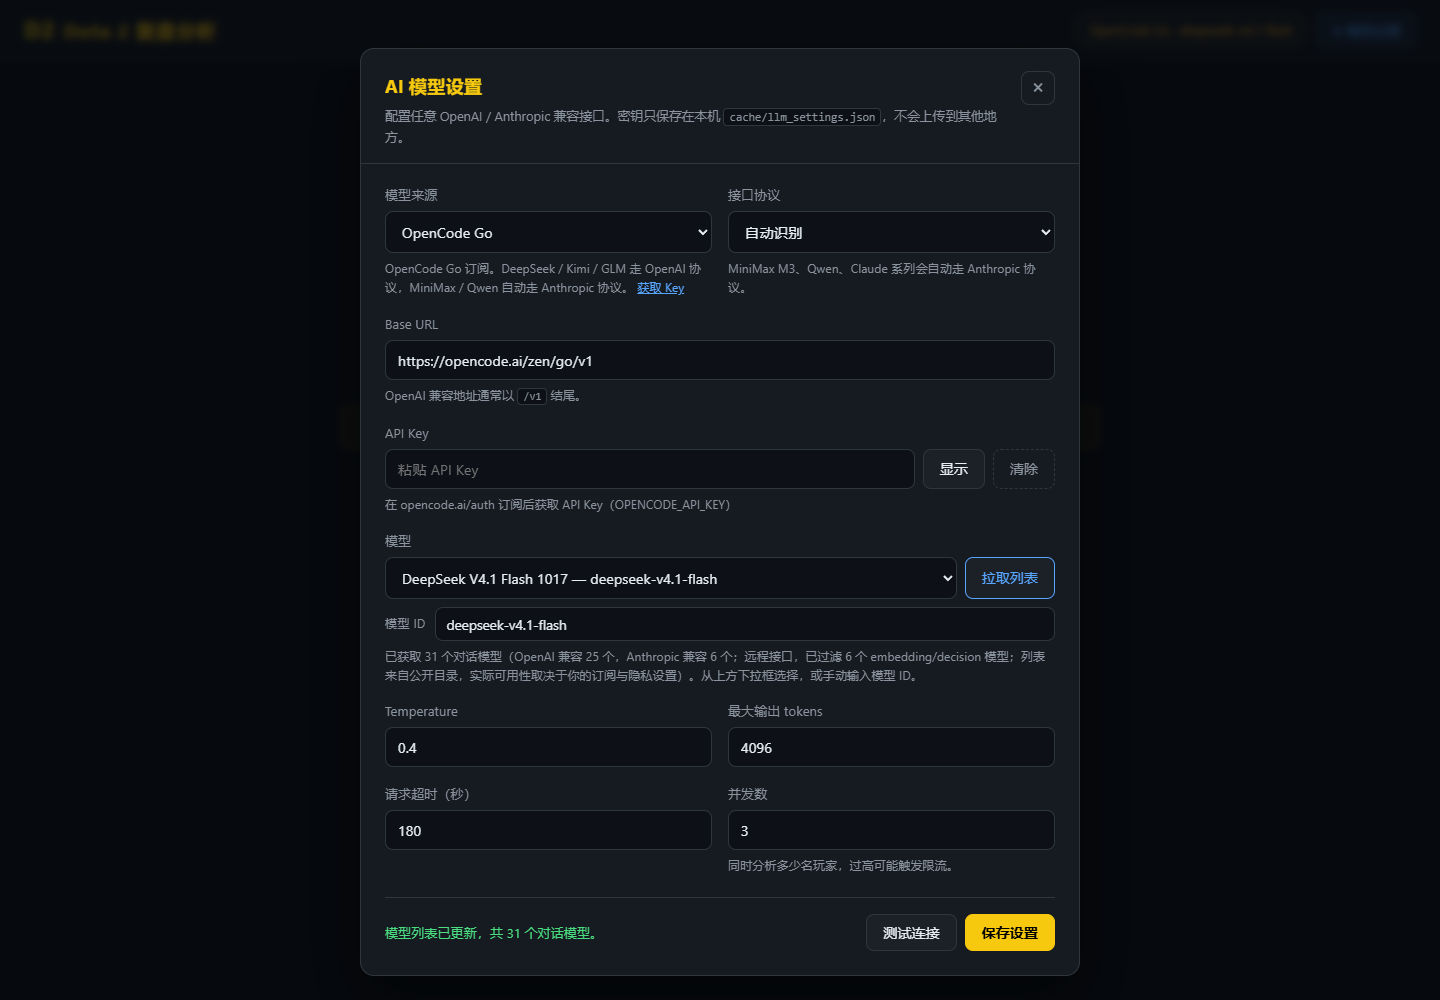 AI 模型设置
×
配置任意 OpenAI / Anthropic 兼容接口。密钥只保存在本机 cache/llm_settings.json，不会上传到其他地
方。
模型来源
接口协议
OpenCode Go
自动识别
OpenCode Go 订阅。DeepSeek / Kimi / GLM 走 OpenAI 协
议，MiniMax / Qwen 自动走 Anthropic 协议。 获取 Key
MiniMax M3、Qwen、Claude 系列会自动走 Anthropic 协
议。
Base URL
https://opencode.ai/zen/go/v1
OpenAI 兼容地址通常以 /v1 结尾。
API Key
粘贴 API Key
显示
清除
在 opencode.ai/auth 订阅后获取 API Key（OPENCODE_API_KEY）
模型
DeepSeek V4.1 Flash 1017 — deepseek-v4.1-flash
拉取列表
模型 ID
deepseek-v4.1-flash
已获取 31 个对话模型（OpenAI 兼容 25 个，Anthropic 兼容 6 个；远程接口，已过滤 6 个 embedding/decision 模型；列表
来自公开目录，实际可用性取决于你的订阅与隐私设置）。从上方下拉框选择，或手动输入模型 ID。
Temperature
最大输出 tokens
0.4
4096
请求超时（秒）
并发数
180
3
同时分析多少名玩家，过高可能触发限流。
模型列表已更新，共 31 个对话模型。
测试连接
保存设置